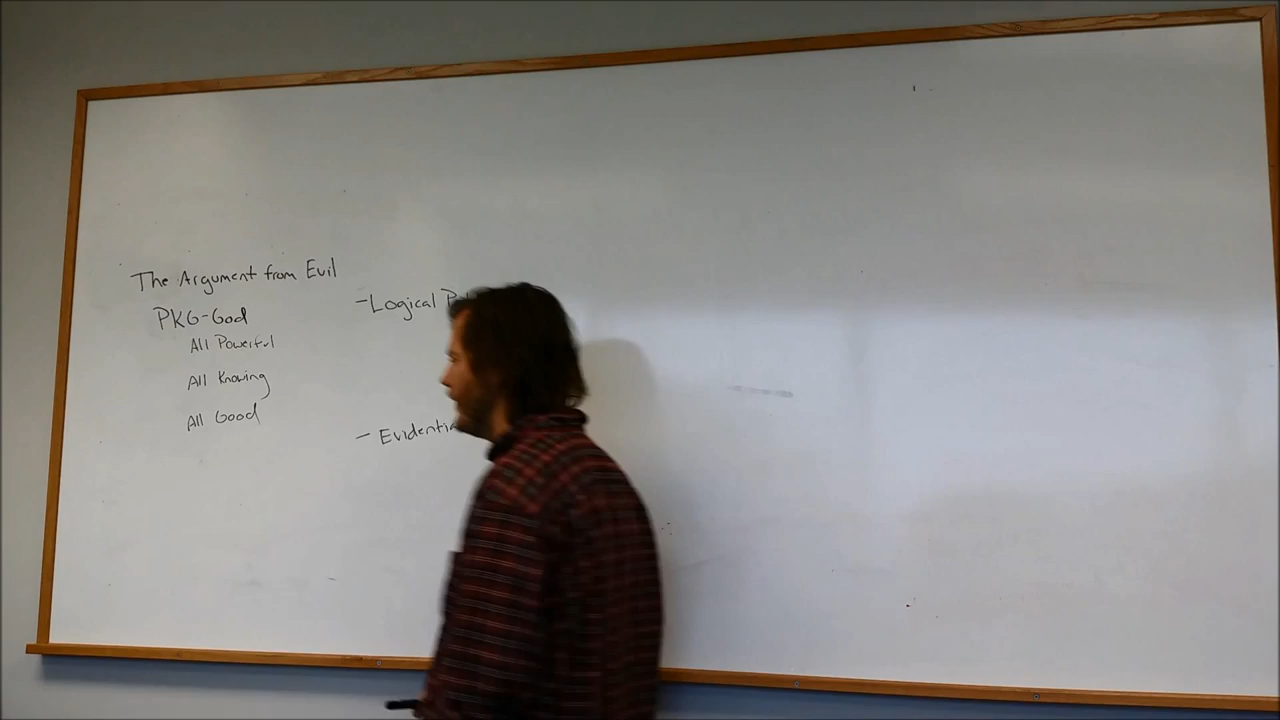 The Argument from Evil
PKG-God
All Powerful
All Knowing
All Good
-Logical
- Evidentia